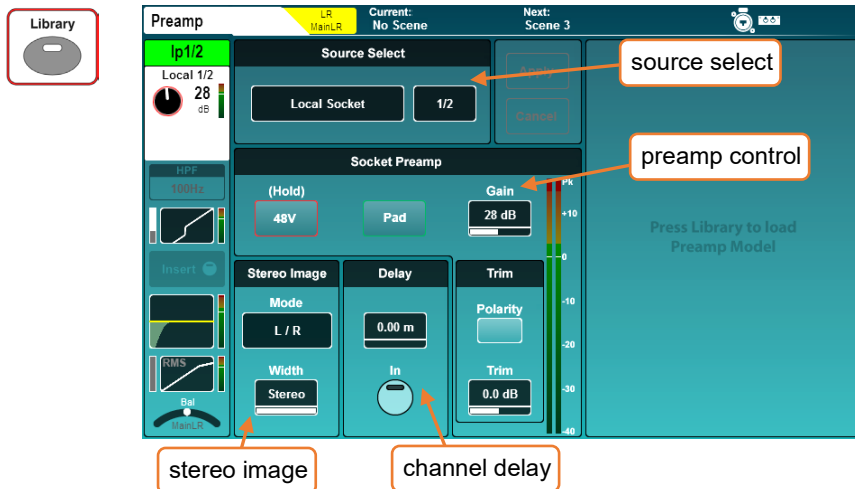 Library
Preamp
LR
MainLR
Current:
No Scene
Next:
Scene 3
Ip1/2
Local 1/2
28
dB
HPF
100Hz
Insert
RMS
Bal
MainLR
Source Select
Local Socket
1/2
Apply
Cancel
source select
Socket Preamp
(Hold)
48V
Pad
Gain
28 dB
preamp control
Pk
+10
0
-10
-20
-30
-40
Stereo Image
Mode
L / R
Width
Stereo
Delay
0.00 m
In
Trim
Polarity
Trim
0.0 dB
Press Library to load
Preamp Model
stereo image
channel delay